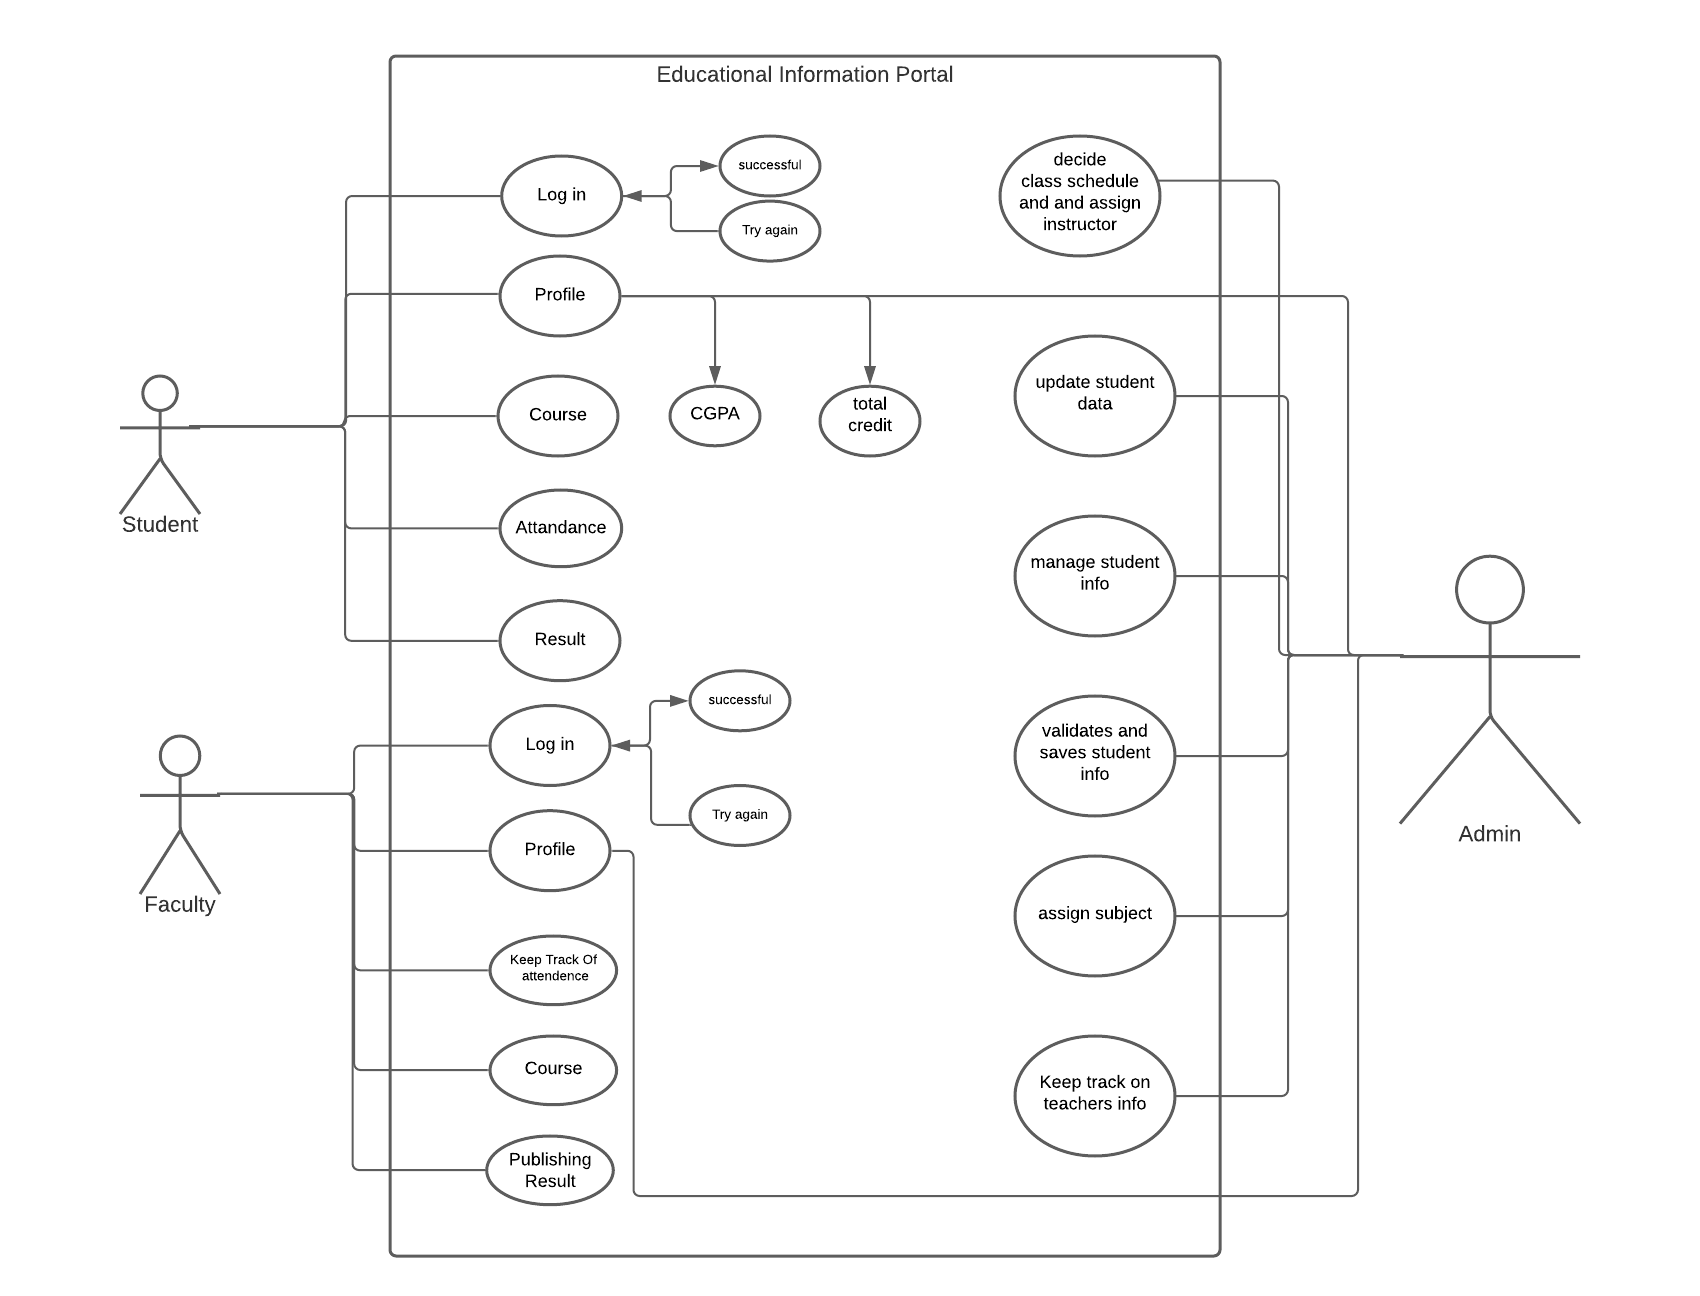 Educational Information Portal
Log in
successful
Try again
decide
class schedule
and and assign
instructor
Profile
CGPA
total
credit
update student
data
Course
Student
Attandance
manage student
info
Result
Log in
successful
Try again
validates and
saves student
info
Admin
Profile
Faculty
assign subject
Keep Track Of
attendence
Course
Keep track on
teachers info
Publishing
Result